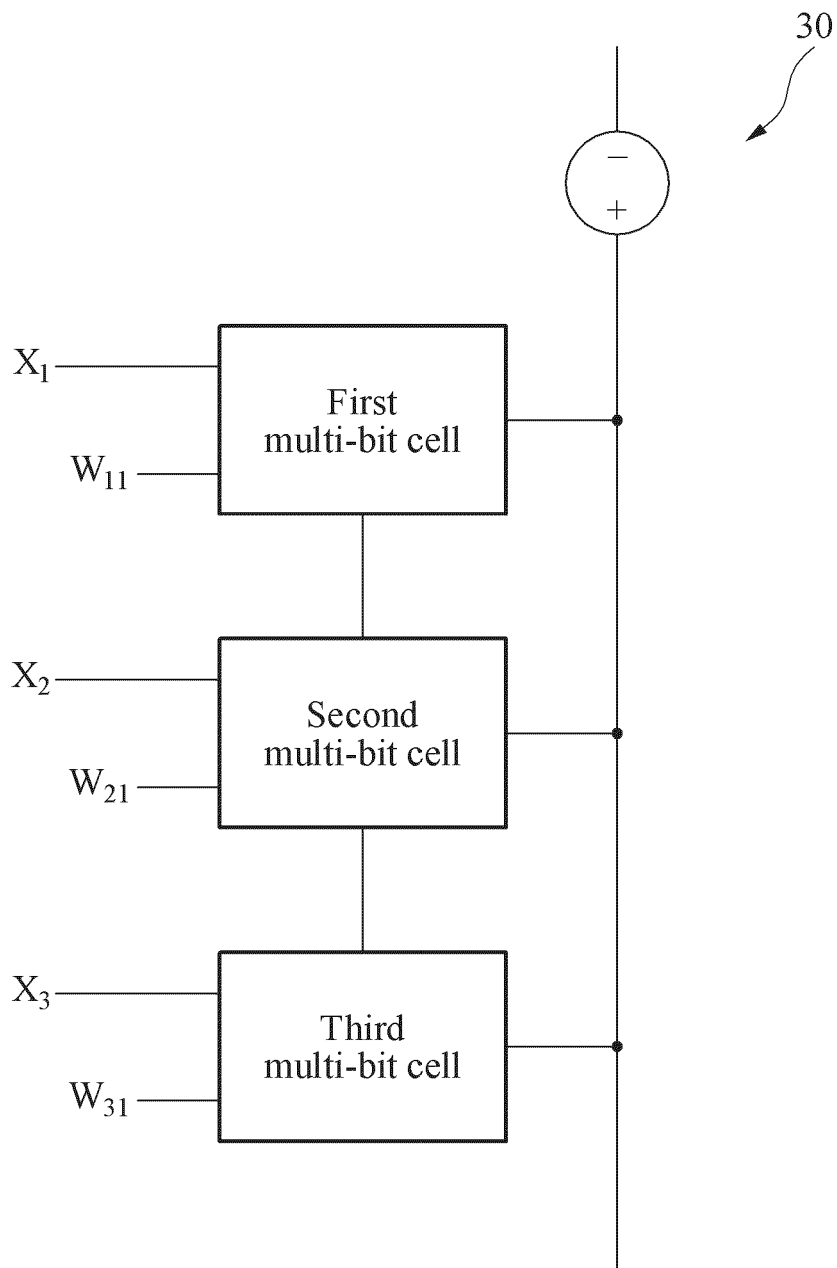 30
−
+
X₁
First
multi-bit cell
W₁₁
X₂
Second
multi-bit cell
W₂₁
X₃
Third
multi-bit cell
W₃₁